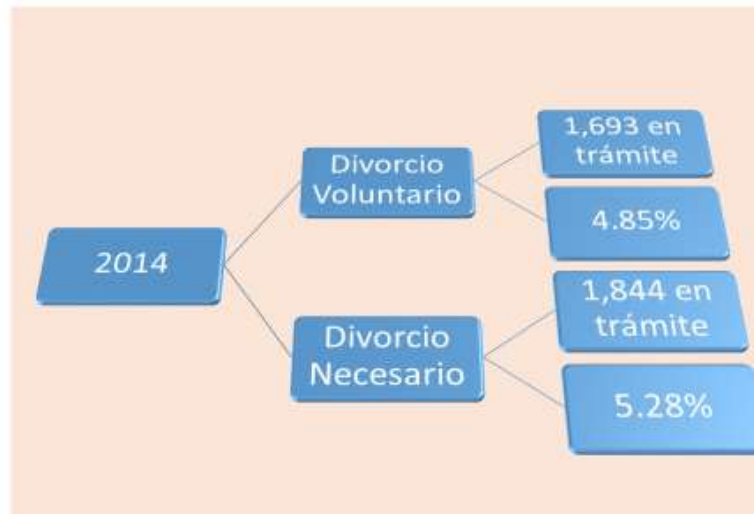 2014
Divorcio
Voluntario
1,693 en
trámite
4.85%
Divorcio
Necesario
1,844 en
trámite
5.28%